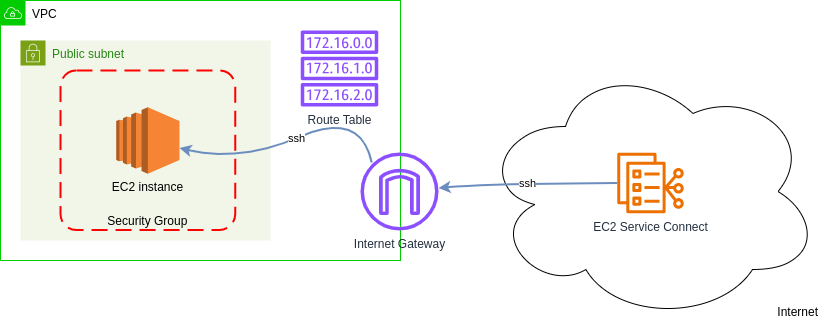 VPC
Public subnet
172.16.0.0
172.16.1.0
172.16.2.0
Route Table
ssh
EC2 instance
Security Group
Internet Gateway
ssh
EC2 Service Connect
Internet